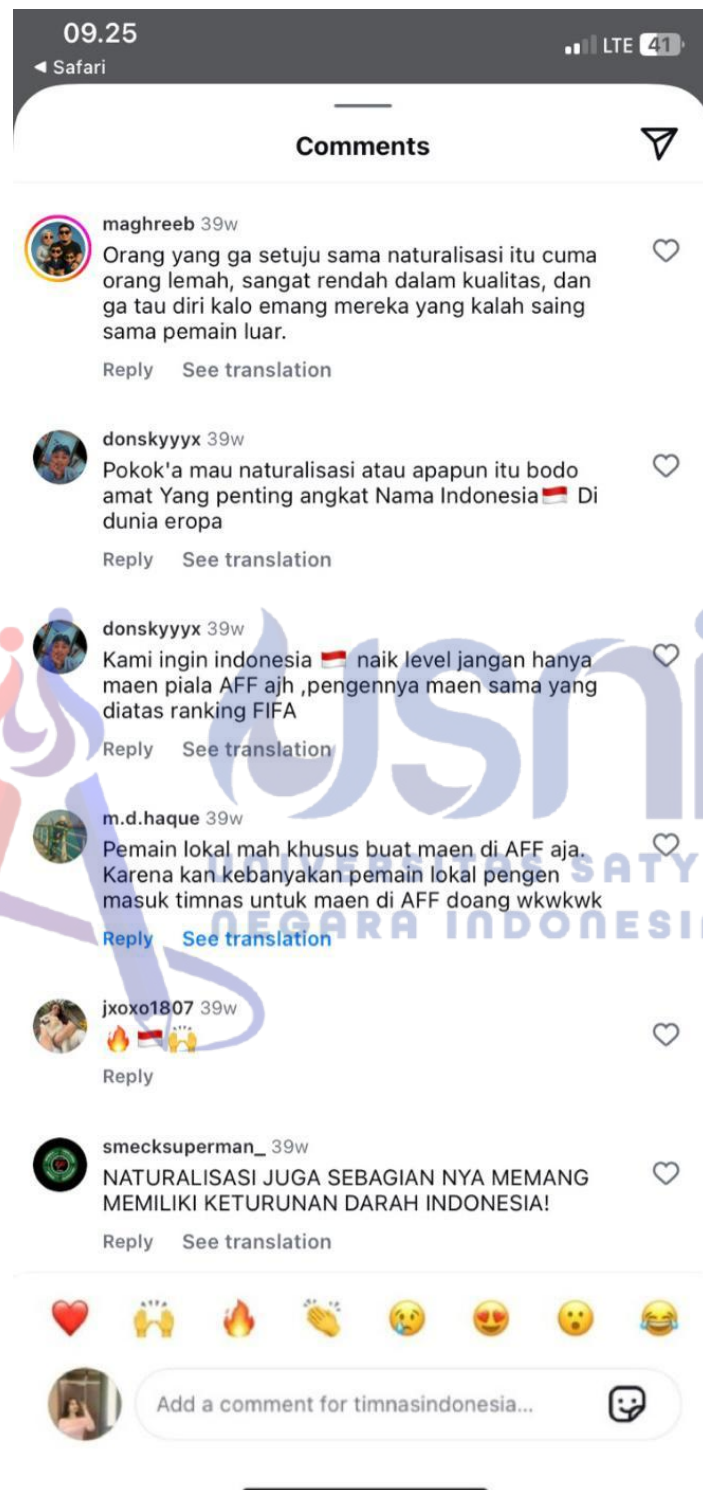 09.25
LTE 41
◀ Safari
Comments
maghreeb 39w
Orang yang ga setuju sama naturalisasi itu cuma
orang lemah, sangat rendah dalam kualitas, dan
ga tau diri kalo emang mereka yang kalah saing
sama pemain luar.
Reply See translation
donskyyyx 39w
Pokok'a mau naturalisasi atau apapun itu bodo
amat Yang penting angkat Nama Indonesia🇮🇩 Di
dunia eropa
Reply See translation
donskyyyx 39w
Kami ingin indonesia 🇮🇩 naik level jangan hanya
maen piala AFF ajh ,pengennya maen sama yang
diatas ranking FIFA
Reply See translation
m.d.haque 39w
Pemain lokal mah khusus buat maen di AFF aja.
Karena kan kebanyakan pemain lokal pengen
masuk timnas untuk maen di AFF doang wkwkwk
Reply See translation
jxoxo1807 39w
🔥🇮🇩🙌
Reply
smecksuperman_ 39w
NATURALISASI JUGA SEBAGIAN NYA MEMANG
MEMILIKI KETURUNAN DARAH INDONESIA!
Reply See translation
Add a comment for timnasindonesia...
usni
UNIVERSITAS SATY
NEGARA INDONESIA